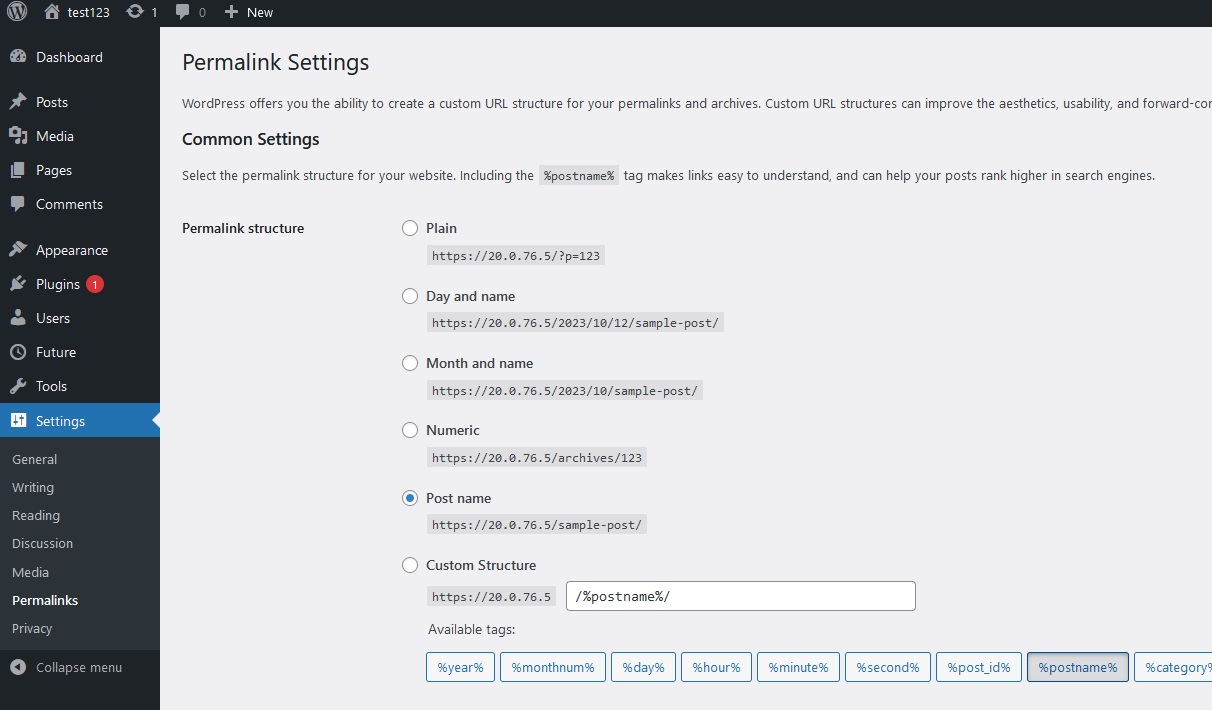 test123 1 0 New
Dashboard
Posts
Media
Pages
Comments
Appearance
Plugins 1
Users
Future
Tools
Settings
General
Writing
Reading
Discussion
Media
Permalinks
Privacy
Collapse menu
Permalink Settings
WordPress offers you the ability to create a custom URL structure for your permalinks and archives. Custom URL structures can improve the aesthetics, usability, and forward-cor
Common Settings
Select the permalink structure for your website. Including the %postname% tag makes links easy to understand, and can help your posts rank higher in search engines.
Permalink structure
Plain
https://20.0.76.5/?p=123
Day and name
https://20.0.76.5/2023/10/12/sample-post/
Month and name
https://20.0.76.5/2023/10/sample-post/
Numeric
https://20.0.76.5/archives/123
Post name
https://20.0.76.5/sample-post/
Custom Structure
https://20.0.76.5 /%postname%/
Available tags:
%year% %monthnum% %day% %hour% %minute% %second% %post_id% %postname% %category%